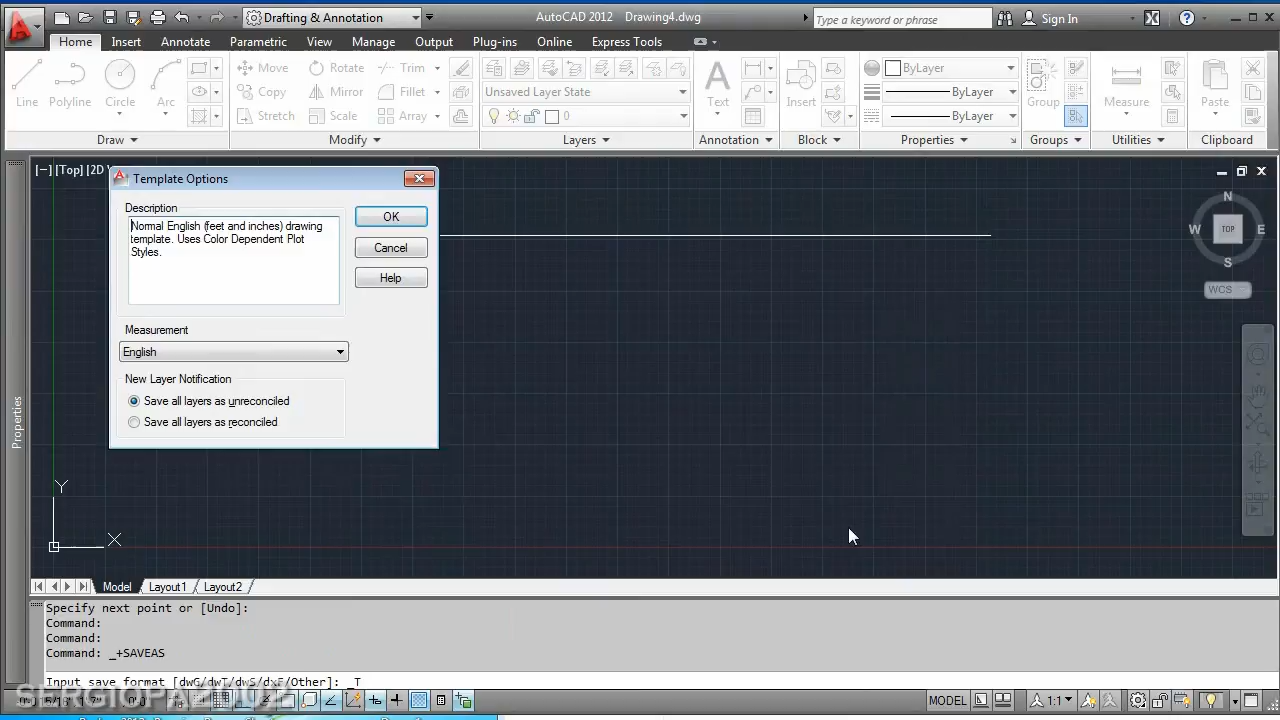 Drafting & Annotation
AutoCAD 2012 Drawing4.dwg
Type a keyword or phrase
Sign In
Home Insert Annotate Parametric View Manage Output Plug-ins Online Express Tools
Line Polyline Circle Arc
Move Rotate Trim
Copy Mirror Fillet
Stretch Scale Array
Unsaved Layer State
0
Text
Insert
ByLayer
ByLayer
ByLayer
Group
Measure
Paste
Draw Modify Layers Annotation Block Properties Groups Utilities Clipboard
[−][Top][2D
Template Options
Description
Normal English (feet and inches) drawing
template. Uses Color Dependent Plot
Styles.
OK
Cancel
Help
Measurement
English
New Layer Notification
Save all layers as unreconciled
Save all layers as reconciled
N
W TOP E
S
WCS
Properties
Y
X
Model Layout1 Layout2
Specify next point or [Undo]:
Command:
Command:
Command: _+SAVEAS
Input save format [dwG/dwT/dwS/dxF/Other]: _T
SERGIOPA2002
MODEL
1:1